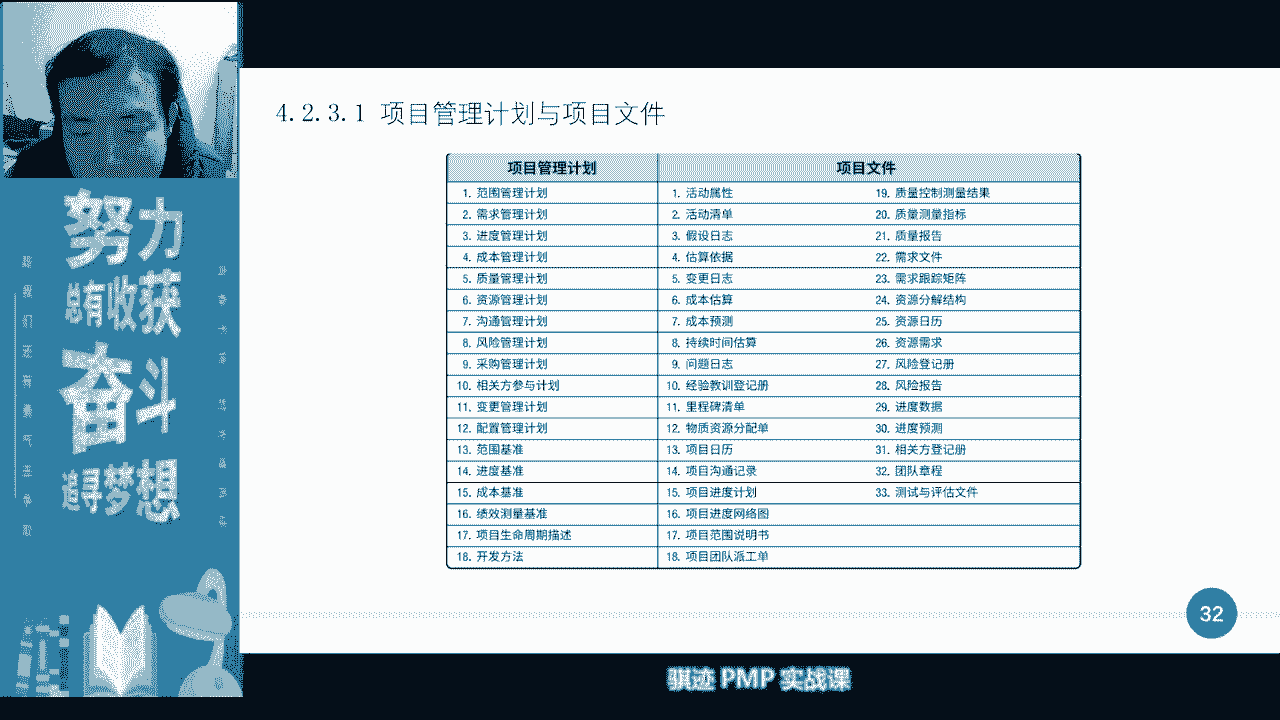 4.2.3.1 项目管理计划与项目文件
项目管理计划 项目文件
1. 范围管理计划 1. 活动属性 19. 质量控制测量结果
2. 需求管理计划 2. 活动清单 20. 质量测量指标
3. 进度管理计划 3. 假设日志 21. 质量报告
4. 成本管理计划 4. 估算依据 22. 需求文件
5. 质量管理计划 5. 变更日志 23. 需求跟踪矩阵
6. 资源管理计划 6. 成本估算 24. 资源分解结构
7. 沟通管理计划 7. 成本预测 25. 资源日历
8. 风险管理计划 8. 持续时间估算 26. 资源需求
9. 采购管理计划 9. 问题日志 27. 风险登记册
10. 相关方参与计划 10. 经验教训登记册 28. 风险报告
11. 变更管理计划 11. 里程碑清单 29. 进度数据
12. 配置管理计划 12. 物质资源分配单 30. 进度预测
13. 范围基准 13. 项目日历 31. 相关方登记册
14. 进度基准 14. 项目沟通记录 32. 团队章程
15. 成本基准 15. 项目进度计划 33. 测试与评估文件
16. 绩效测量基准 16. 项目进度网络图
17. 项目生命周期描述 17. 项目范围说明书
18. 开发方法 18. 项目团队派工单
努力
总有收获
奋斗
追寻梦想
32
骐迹 PMP 实战课